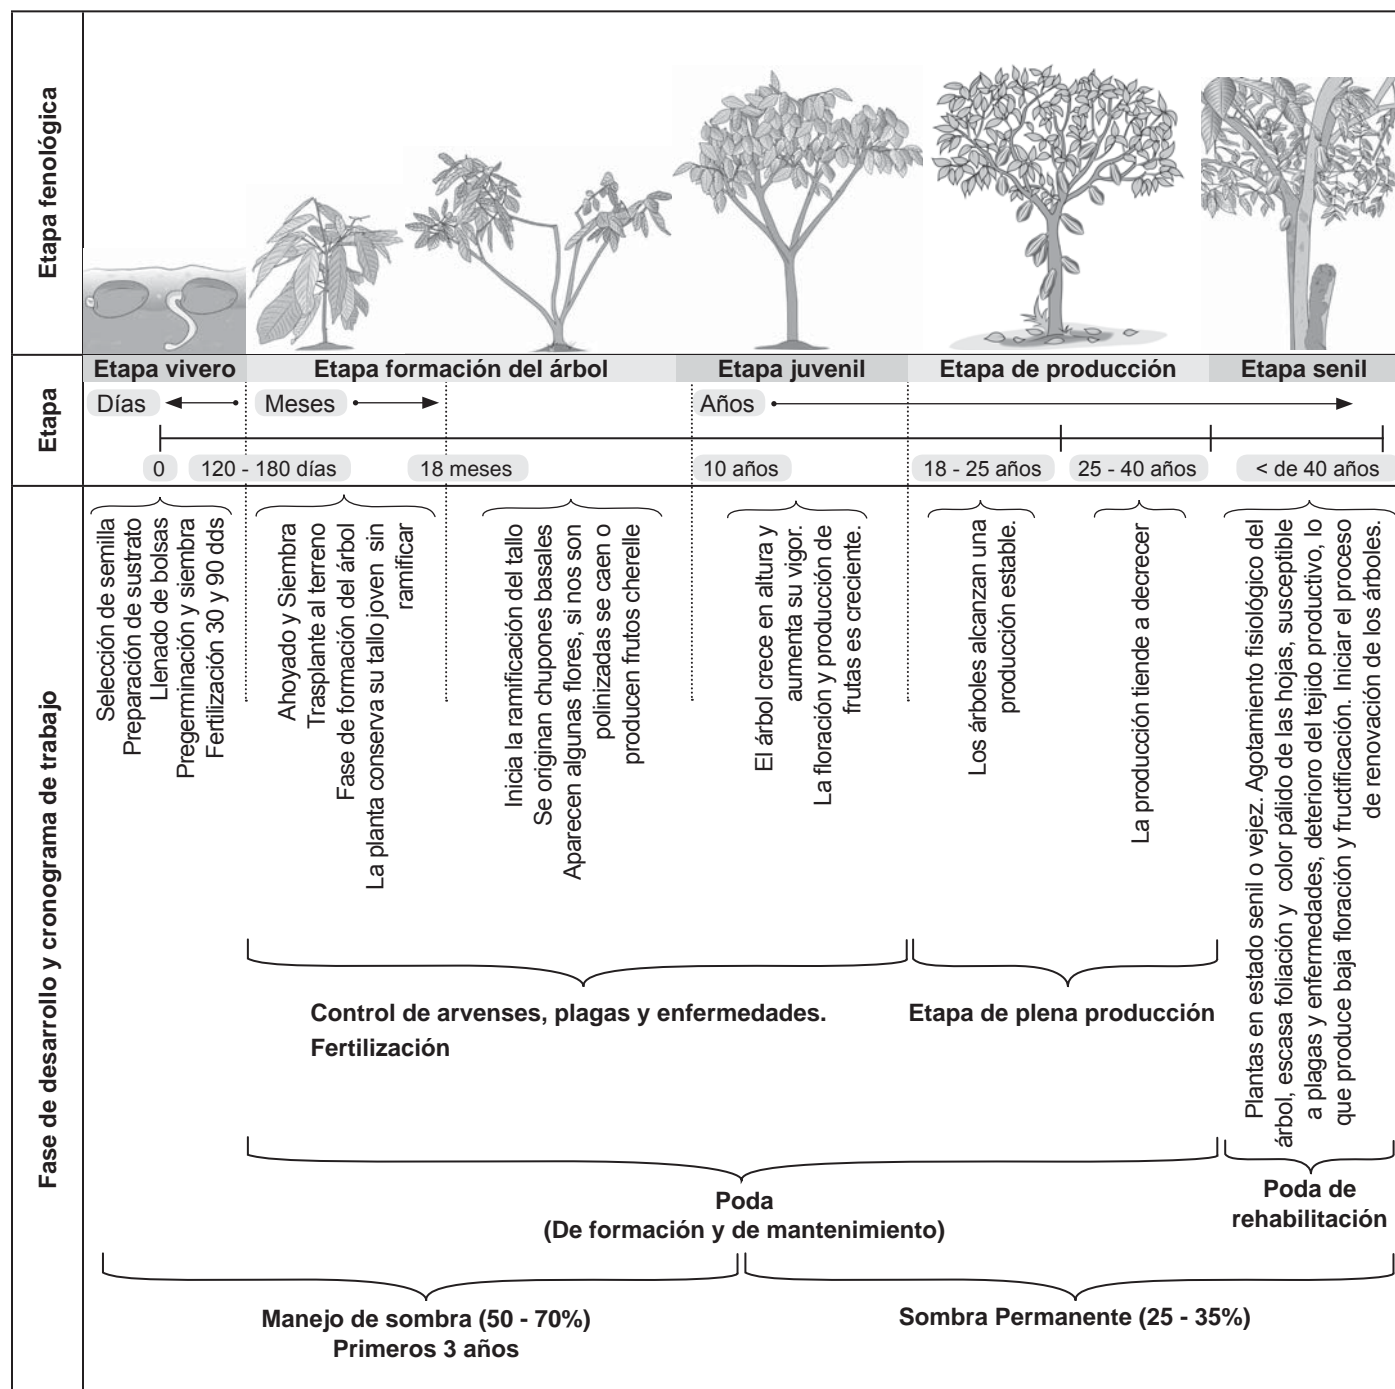 Etapa fenológica
Etapa vivero
Etapa formación del árbol
Etapa juvenil
Etapa de producción
Etapa senil
Etapa
Días
Meses
Años
0
120 - 180 días
18 meses
10 años
18 - 25 años
25 - 40 años
< de 40 años
Fase de desarrollo y cronograma de trabajo
Selección de semilla
Preparación de sustrato
Llenado de bolsas
Pregerminación y siembra
Fertilización 30 y 90 dds
Ahoyado y Siembra
Trasplante al terreno
Fase de formación del árbol
La planta conserva su tallo joven sin
ramificar
Inicia la ramificación del tallo
Se originan chupones basales
Aparecen algunas flores, si nos son
polinizadas se caen o
producen frutos cherelle
El árbol crece en altura y
aumenta su vigor.
La floración y producción de
frutas es creciente.
Los árboles alcanzan una
producción estable.
La producción tiende a decrecer
Plantas en estado senil o vejez. Agotamiento fisiológico del
árbol, escasa foliación y color pálido de las hojas, susceptible
a plagas y enfermedades, deterioro del tejido productivo, lo
que produce baja floración y fructificación. Iniciar el proceso
de renovación de los árboles.
Control de arvenses, plagas y enfermedades.
Fertilización
Etapa de plena producción
Poda
(De formación y de mantenimiento)
Poda de
rehabilitación
Manejo de sombra (50 - 70%)
Primeros 3 años
Sombra Permanente (25 - 35%)